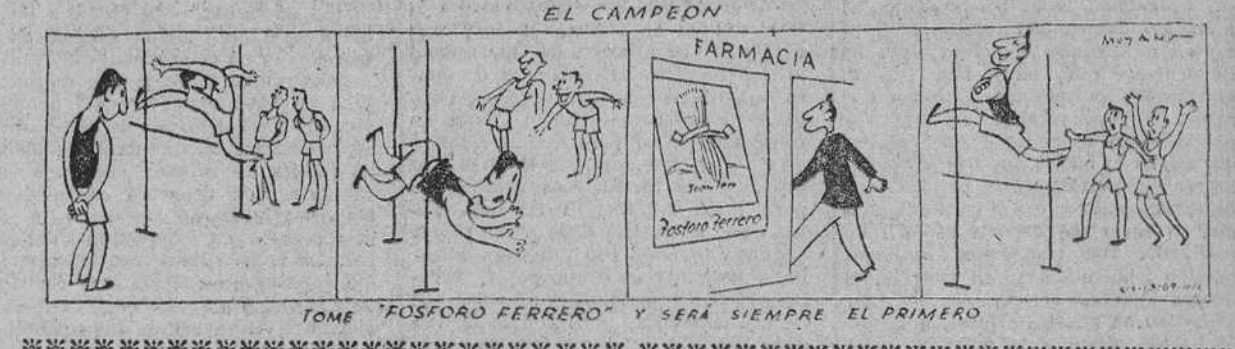 EL CAMPEON
FARMACIA
Fosforo Ferrero
TOME "FOSFORO FERRERO" Y SERÁ SIEMPRE EL PRIMERO